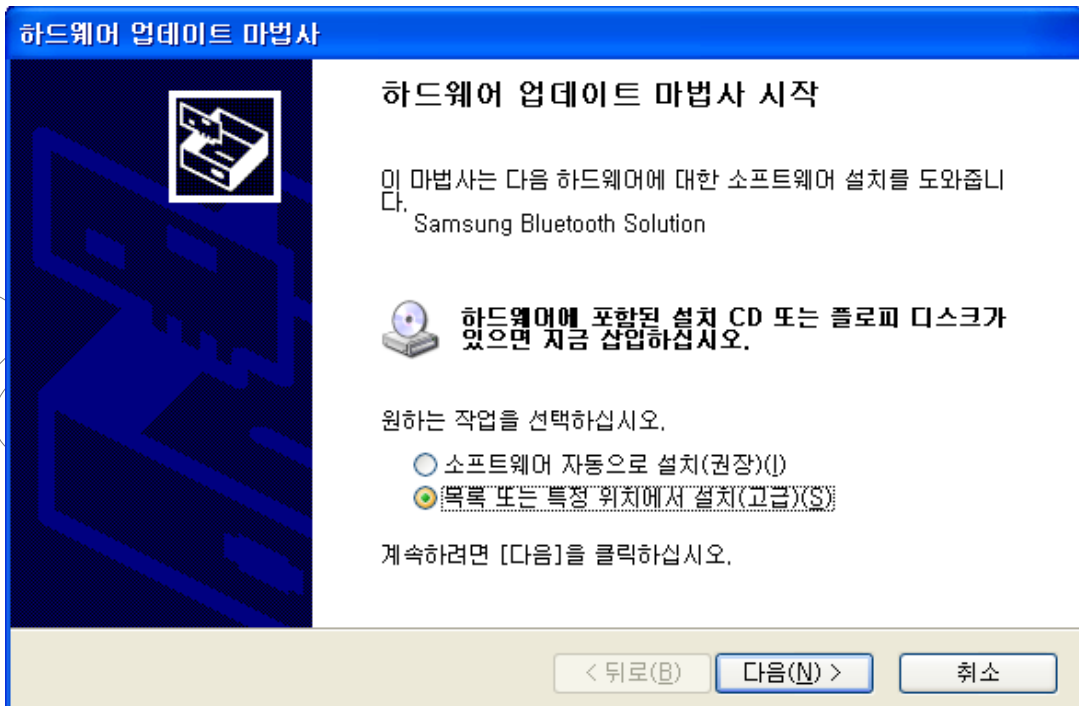 하드웨어 업데이트 마법사
하드웨어 업데이트 마법사 시작
이 마법사는 다음 하드웨어에 대한 소프트웨어 설치를 도와줍니
다.
Samsung Bluetooth Solution
하드웨어에 포함된 설치 CD 또는 플로피 디스크가
있으면 지금 삽입하십시오.
원하는 작업을 선택하십시오.
소프트웨어 자동으로 설치(권장)(I)
목록 또는 특정 위치에서 설치(고급)(S)
계속하려면 [다음]을 클릭하십시오.
< 뒤로(B) 다음(N) > 취소